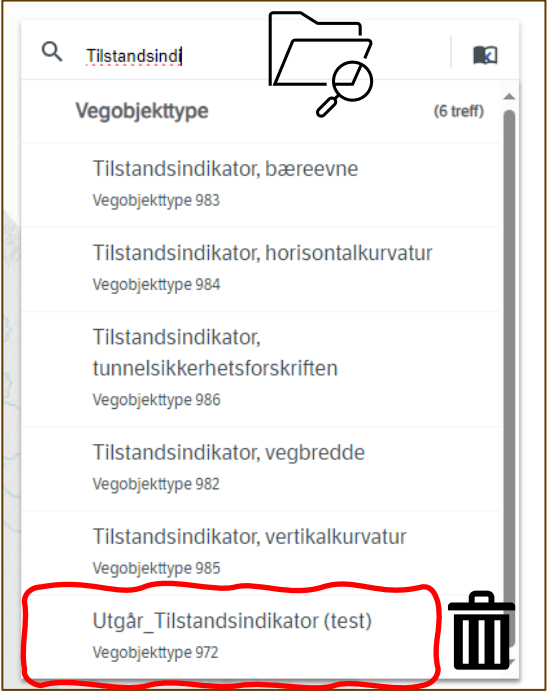 Tilstandsindi
Vegobjekttype (6 treff)
Tilstandsindikator, bæreevne
Vegobjekttype 983
Tilstandsindikator, horisontalkurvatur
Vegobjekttype 984
Tilstandsindikator,
tunnelsikkerhetsforskriften
Vegobjekttype 986
Tilstandsindikator, vegbredde
Vegobjekttype 982
Tilstandsindikator, vertikalkurvatur
Vegobjekttype 985
Utgår_Tilstandsindikator (test)
Vegobjekttype 972